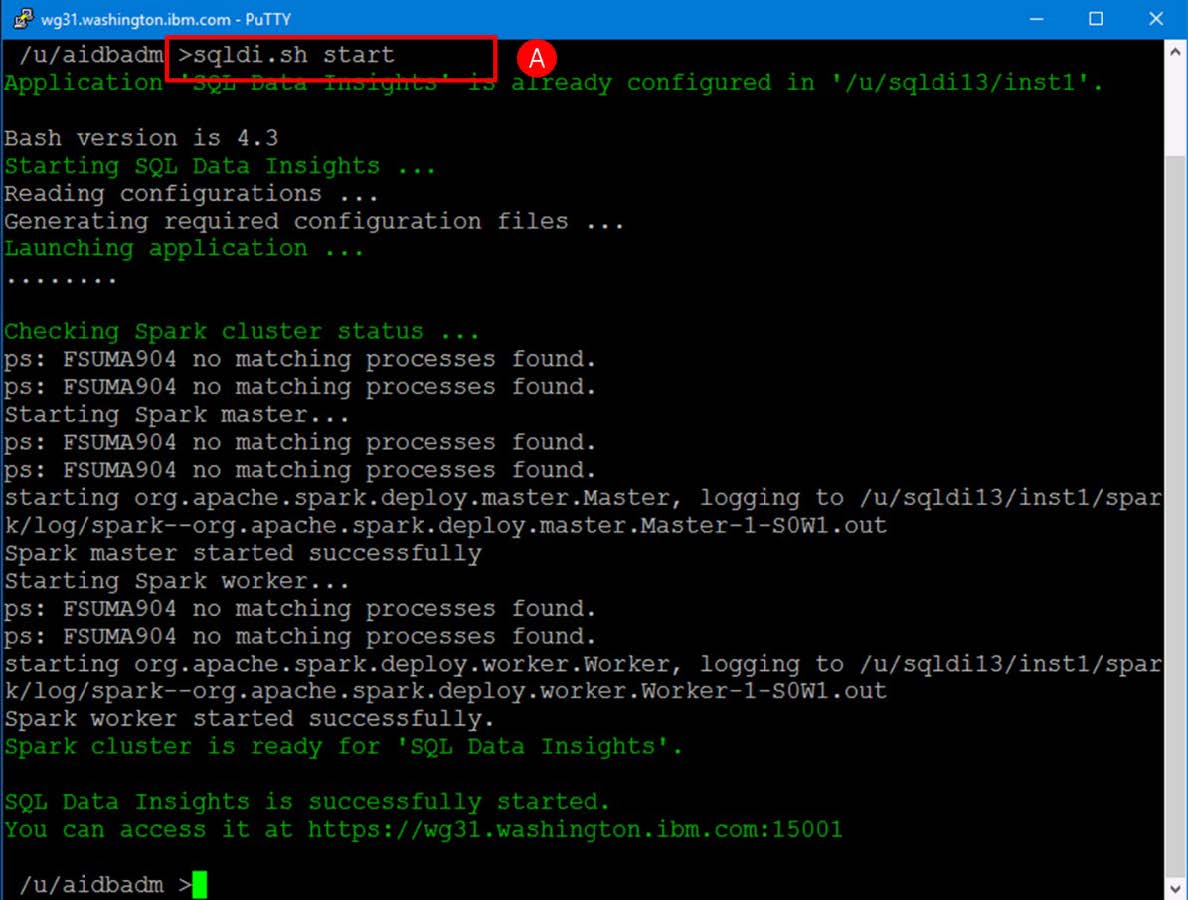 wg31.washington.ibm.com - PuTTY
/u/aidbadm >sqldi.sh start
A
Application 'SQL Data Insights' is already configured in '/u/sqldi13/inst1'.
Bash version is 4.3
Starting SQL Data Insights ...
Reading configurations ...
Generating required configuration files ...
Launching application ...
........
Checking Spark cluster status ...
ps: FSUMA904 no matching processes found.
ps: FSUMA904 no matching processes found.
Starting Spark master...
ps: FSUMA904 no matching processes found.
ps: FSUMA904 no matching processes found.
starting org.apache.spark.deploy.master.Master, logging to /u/sqldi13/inst1/spar
k/log/spark--org.apache.spark.deploy.master.Master-1-S0W1.out
Spark master started successfully
Starting Spark worker...
ps: FSUMA904 no matching processes found.
ps: FSUMA904 no matching processes found.
starting org.apache.spark.deploy.worker.Worker, logging to /u/sqldi13/inst1/spar
k/log/spark--org.apache.spark.deploy.worker.Worker-1-S0W1.out
Spark worker started successfully.
Spark cluster is ready for 'SQL Data Insights'.
SQL Data Insights is successfully started.
You can access it at https://wg31.washington.ibm.com:15001
/u/aidbadm >